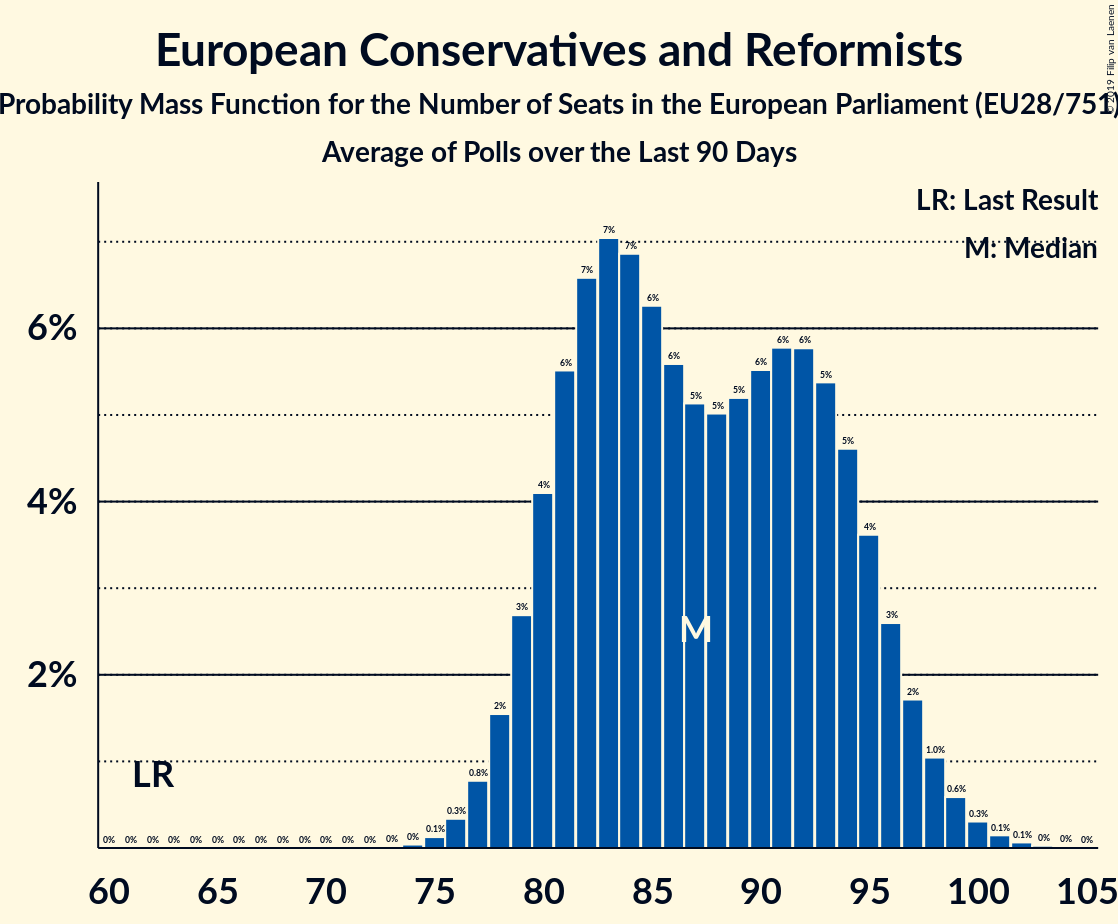 European Conservatives and Reformists
Probability Mass Function for the Number of Seats in the European Parliament (EU28/751)
Average of Polls over the Last 90 Days
© 2019 Filip van Laenen
LR: Last Result
M: Median
6%
4%
2%
0% 0% 0% 0% 0% 0% 0% 0% 0% 0% 0% 0% 0% 0% 0% 0.1% 0.3% 0.8% 2% 3% 4% 6% 7% 7% 7% 6% 6% 5% 5% 5% 6% 6% 6% 5% 5% 4% 3% 2% 1.0% 0.6% 0.3% 0.1% 0.1% 0% 0% 0%
M
LR
60 65 70 75 80 85 90 95 100 105